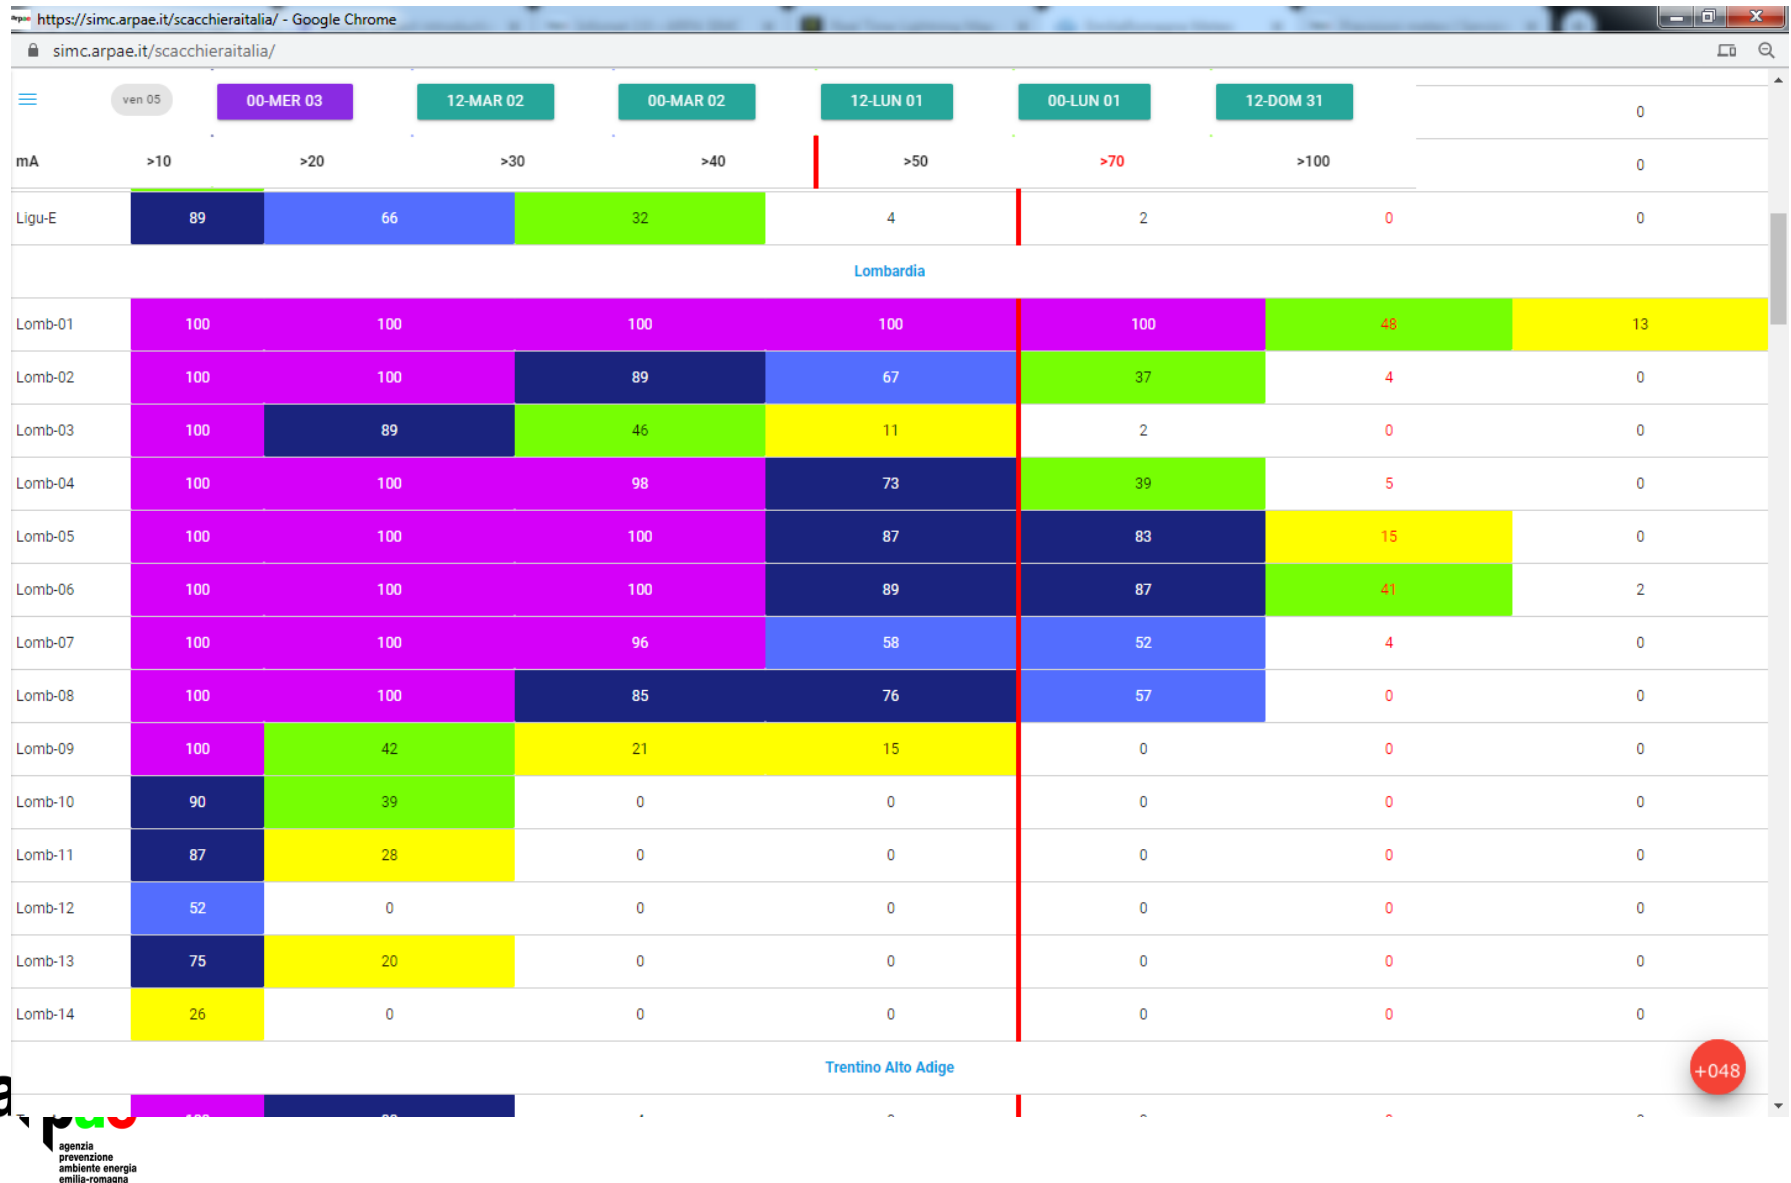 https://simc.arpae.it/scacchieraitalia/ - Google Chrome
simc.arpae.it/scacchieraitalia/
ven 05 00-MER 03 12-MAR 02 00-MAR 02 12-LUN 01 00-LUN 01 12-DOM 31
0
mA >10 >20 >30 >40 >50 >70 >100
0
Ligu-E 89 66 32 4 2 0 0
Lombardia
Lomb-01 100 100 100 100 100 48 13
Lomb-02 100 100 89 67 37 4 0
Lomb-03 100 89 46 11 2 0 0
Lomb-04 100 100 98 73 39 5 0
Lomb-05 100 100 100 87 83 15 0
Lomb-06 100 100 100 89 87 41 2
Lomb-07 100 100 96 58 52 4 0
Lomb-08 100 100 85 76 57 0 0
Lomb-09 100 42 21 15 0 0 0
Lomb-10 90 39 0 0 0 0 0
Lomb-11 87 28 0 0 0 0 0
Lomb-12 52 0 0 0 0 0 0
Lomb-13 75 20 0 0 0 0 0
Lomb-14 26 0 0 0 0 0 0
Trentino Alto Adige
+048
agenzia
prevenzione
ambiente energia
emilia-romagna